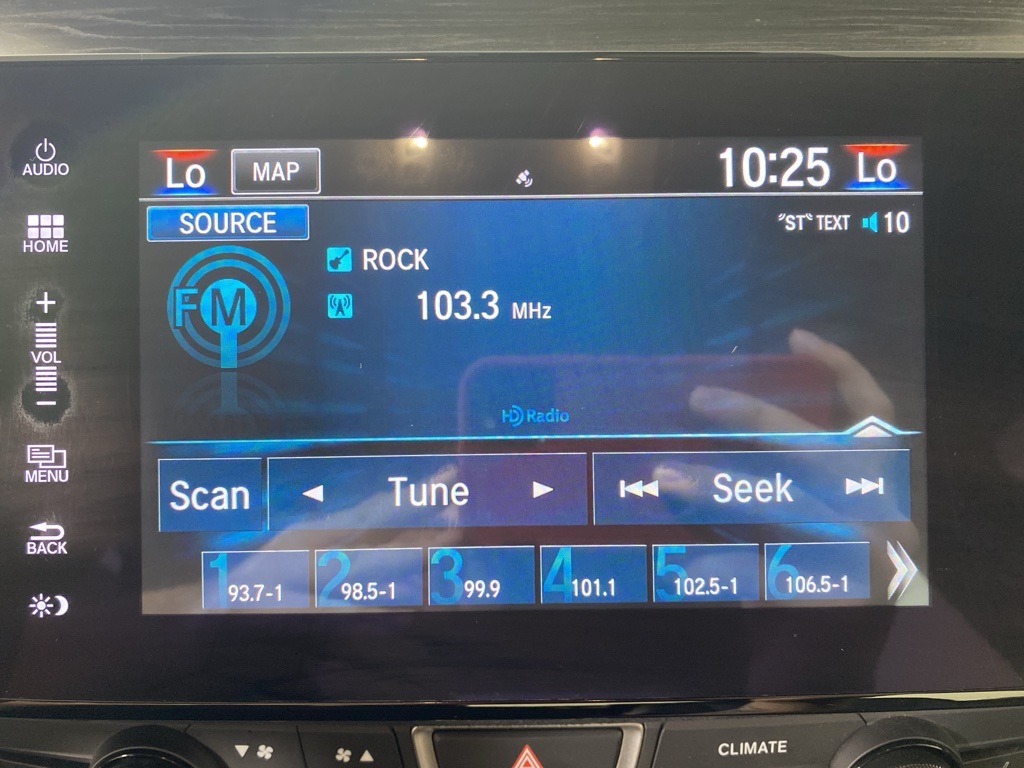 AUDIO
Lo MAP 10:25 Lo
HOME
SOURCE "ST" TEXT 10
FM
ROCK
103.3 MHz
+
VOL
−
HD Radio
MENU
Scan Tune Seek
BACK
1 93.7-1 2 98.5-1 3 99.9 4 101.1 5 102.5-1 6 106.5-1
CLIMATE